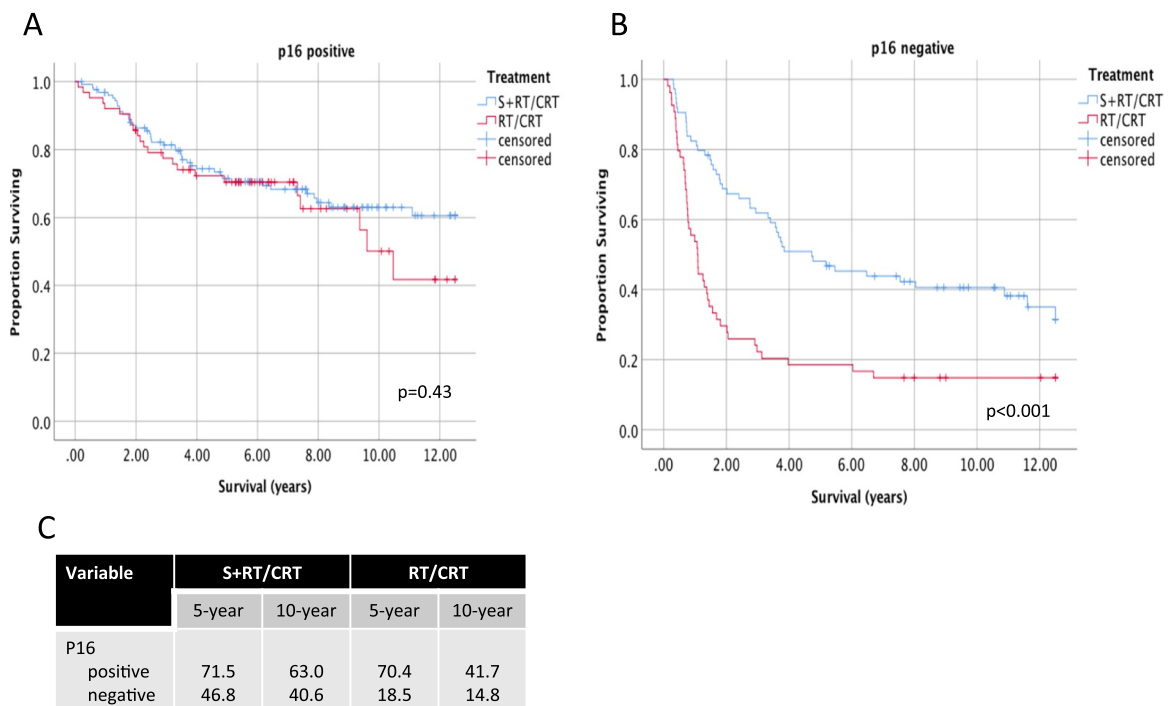 A
p16 positive
Treatment
S+RT/CRT
RT/CRT
censored
censored
Proportion Surviving
1.0
0.8
0.6
0.4
0.2
0.0
p=0.43
.00 2.00 4.00 6.00 8.00 10.00 12.00
Survival (years)
B
p16 negative
Treatment
S+RT/CRT
RT/CRT
censored
censored
Proportion Surviving
1.0
0.8
0.6
0.4
0.2
0.0
p<0.001
.00 2.00 4.00 6.00 8.00 10.00 12.00
Survival (years)
C
Variable S+RT/CRT RT/CRT
5-year 10-year 5-year 10-year
P16
positive 71.5 63.0 70.4 41.7
negative 46.8 40.6 18.5 14.8